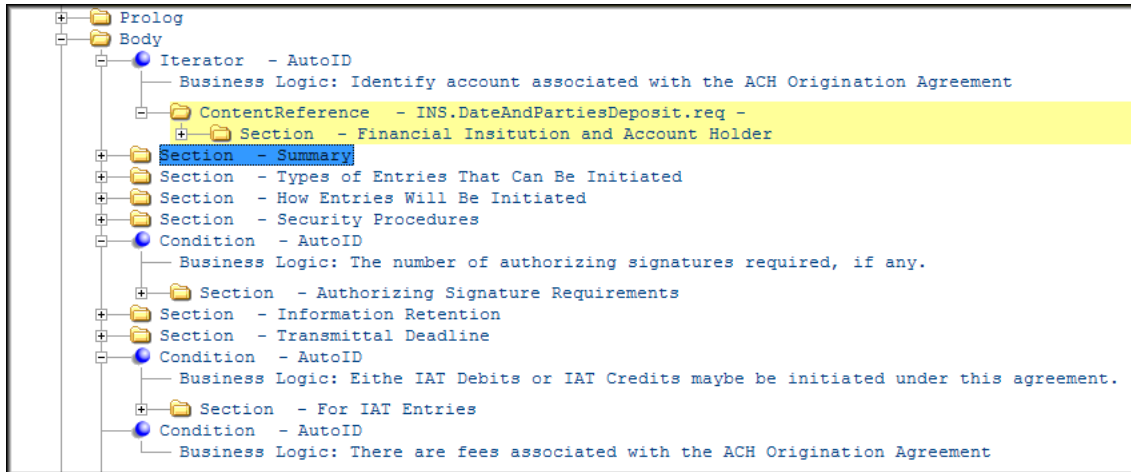 Prolog
Body
Iterator - AutoID
Business Logic: Identify account associated with the ACH Origination Agreement
ContentReference - INS.DateAndPartiesDeposit.req -
Section - Financial Insitution and Account Holder
Section - Summary
Section - Types of Entries That Can Be Initiated
Section - How Entries Will Be Initiated
Section - Security Procedures
Condition - AutoID
Business Logic: The number of authorizing signatures required, if any.
Section - Authorizing Signature Requirements
Section - Information Retention
Section - Transmittal Deadline
Condition - AutoID
Business Logic: Eithe IAT Debits or IAT Credits maybe be initiated under this agreement.
Section - For IAT Entries
Condition - AutoID
Business Logic: There are fees associated with the ACH Origination Agreement